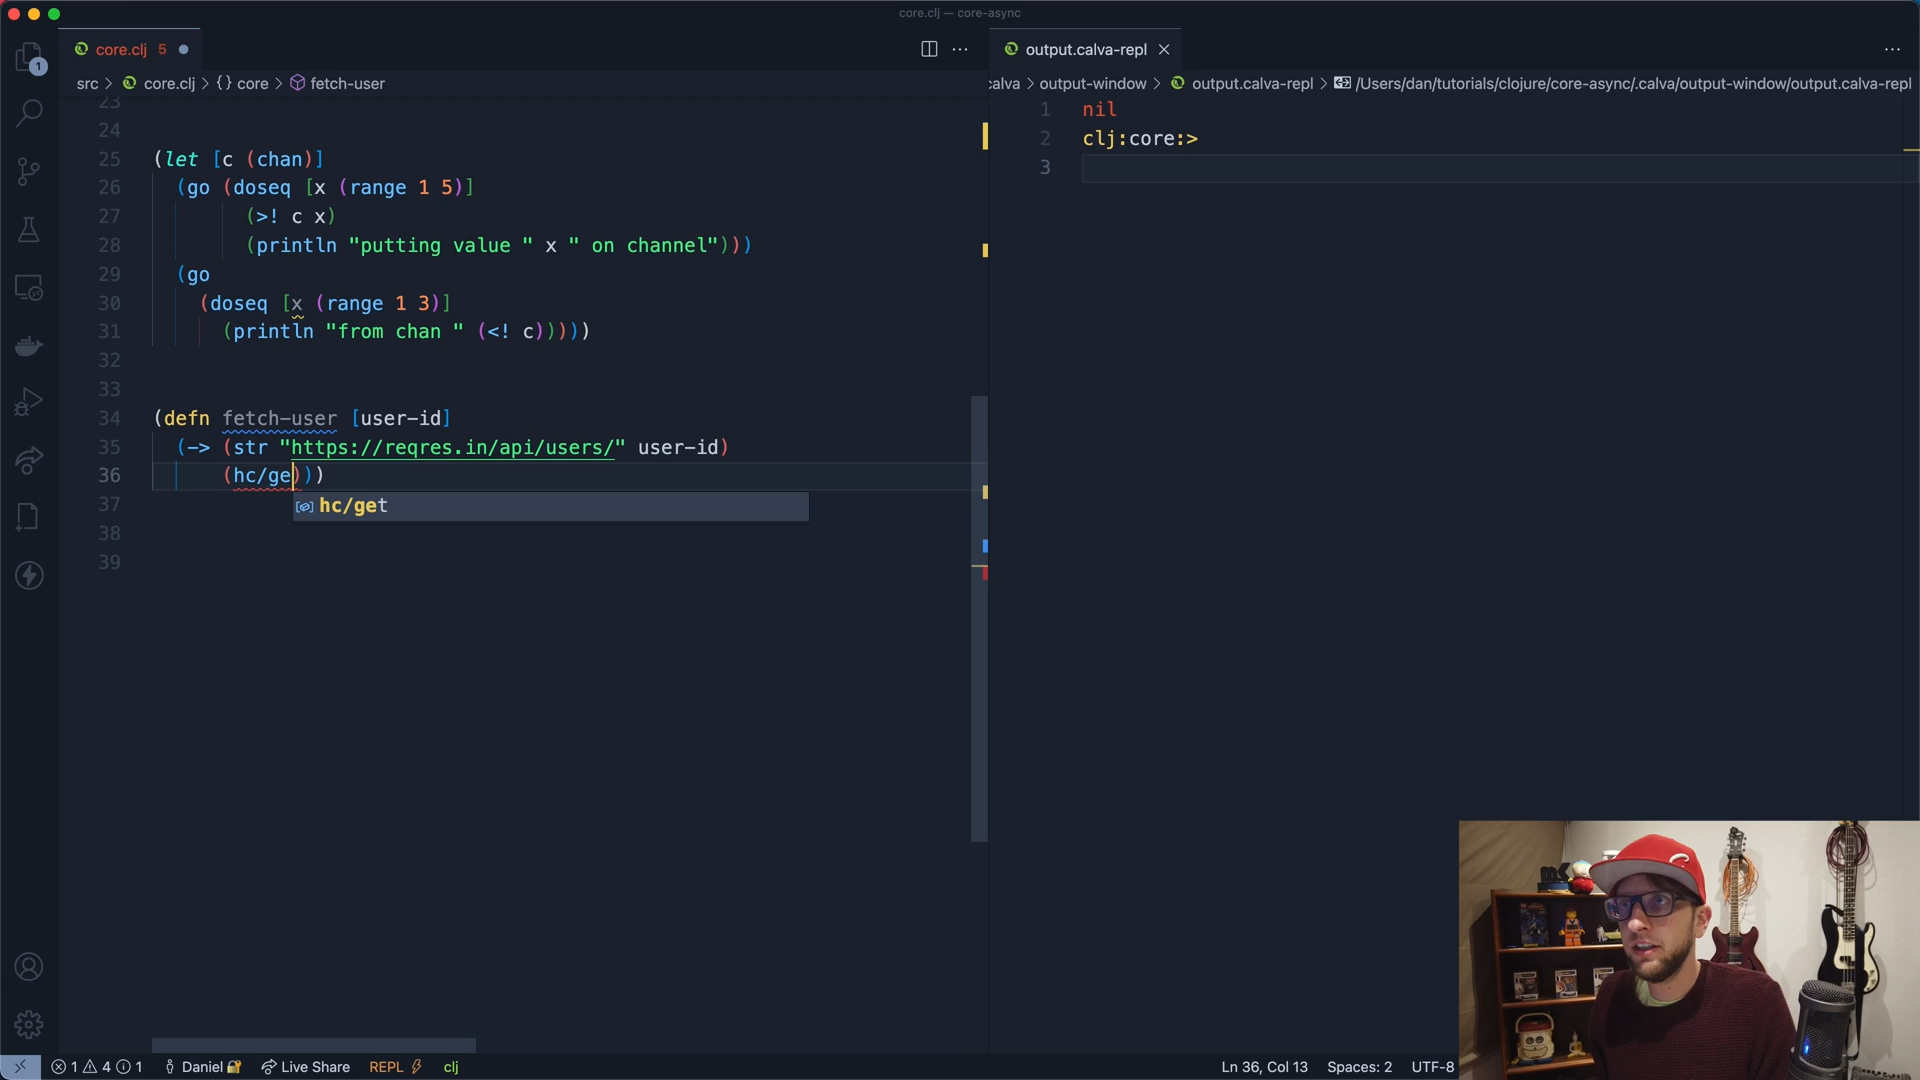 core.clj — core-async
core.clj 5
output.calva-repl
src > core.clj > {} core > fetch-user
calva > output-window > output.calva-repl > /Users/dan/tutorials/clojure/core-async/.calva/output-window/output.calva-repl
23
24
25 (let [c (chan)]
26 (go (doseq [x (range 1 5)]
27 (>! c x)
28 (println "putting value " x " on channel")))
29 (go
30 (doseq [x (range 1 3)]
31 (println "from chan " (<! c)))))
32
33
34 (defn fetch-user [user-id]
35 (-> (str "https://reqres.in/api/users/" user-id)
36 (hc/ge)))
37 hc/get
38
39
1 nil
2 clj:core:>
3
1
1 4 1 Daniel Live Share REPL clj
Ln 36, Col 13 Spaces: 2 UTF-8